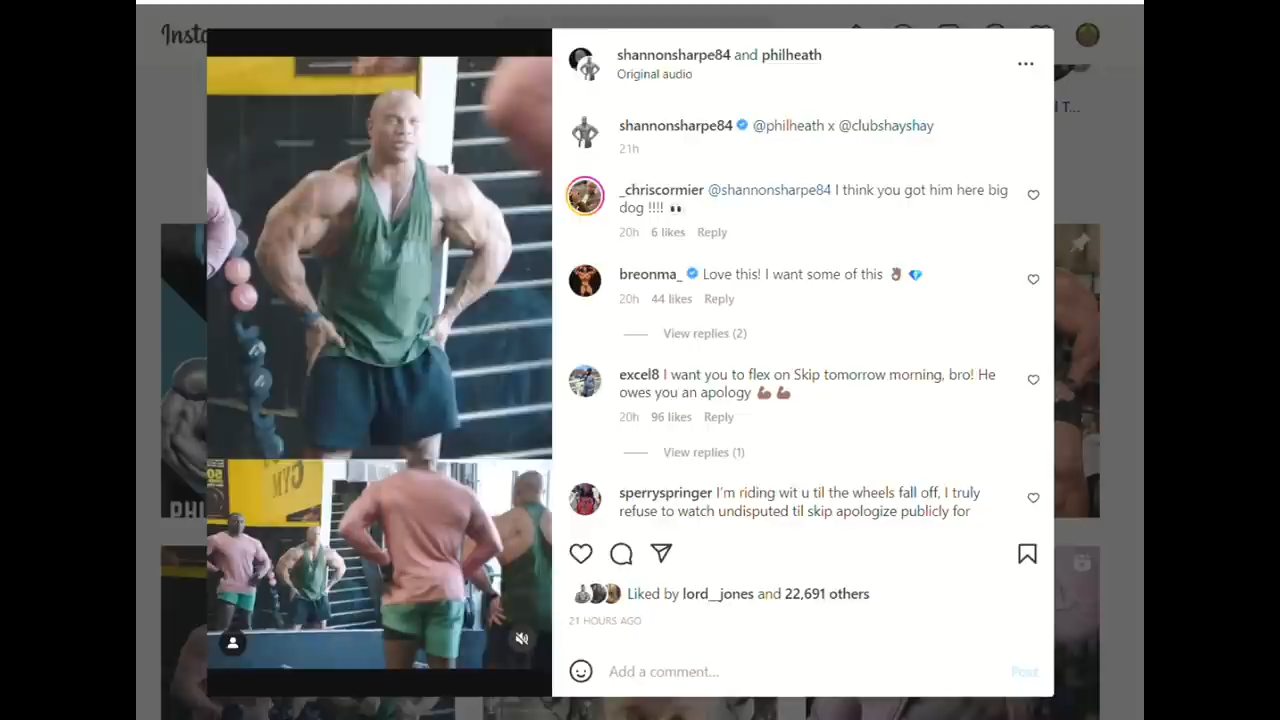 Insta
shannonsharpe84 and philheath
Original audio
shannonsharpe84 @philheath x @clubshayshay
21h
_chriscormier @shannonsharpe84 I think you got him here big
dog !!!! 👀
20h 6 likes Reply
breonma_ Love this! I want some of this 👌🏾 💎
20h 44 likes Reply
View replies (2)
excel8 I want you to flex on Skip tomorrow morning, bro! He
owes you an apology 💪🏾 💪🏾
20h 96 likes Reply
View replies (1)
sperryspringer I’m riding wit u til the wheels fall off, I truly
refuse to watch undisputed til skip apologize publicly for
Liked by lord__jones and 22,691 others
21 HOURS AGO
Add a comment...
Post
l T...
GYM
PHI